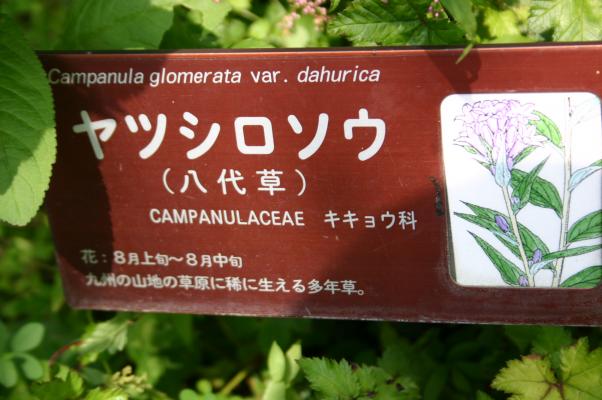 Campanula glomerata var. dahurica
ヤツシロソウ
（八代草）
CAMPANULACEAE キキョウ科
花：8月上旬～8月中旬
九州の山地の草原に稀に生える多年草。